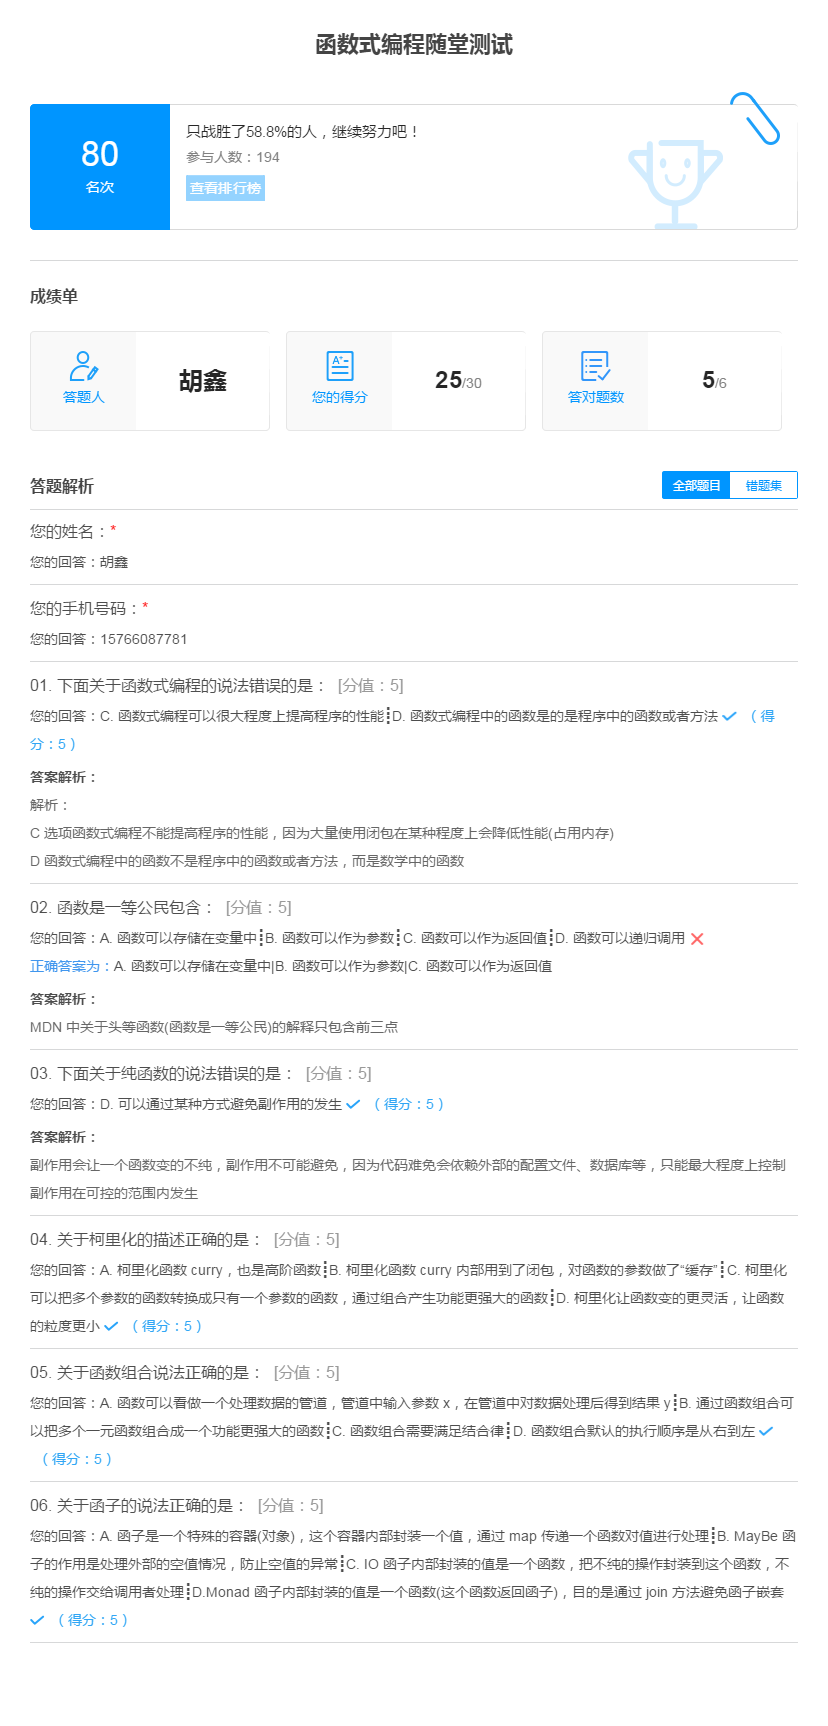 函数式编程随堂测试
80
名次
只战胜了58.8%的人，继续努力吧！
参与人数：194
查看排行榜
成绩单
答题人
胡鑫
您的得分
25/30
答对题数
5/6
答题解析
全部题目
错题集
您的姓名：*
您的回答：胡鑫
您的手机号码：*
您的回答：15766087781
01. 下面关于函数式编程的说法错误的是： [分值：5]
您的回答：C. 函数式编程可以很大程度上提高程序的性能┋D. 函数式编程中的函数是的是程序中的函数或者方法 （得
分：5）
答案解析：
解析：
C 选项函数式编程不能提高程序的性能，因为大量使用闭包在某种程度上会降低性能(占用内存)
D 函数式编程中的函数不是程序中的函数或者方法，而是数学中的函数
02. 函数是一等公民包含： [分值：5]
您的回答：A. 函数可以存储在变量中┋B. 函数可以作为参数┋C. 函数可以作为返回值┋D. 函数可以递归调用
正确答案为：A. 函数可以存储在变量中|B. 函数可以作为参数|C. 函数可以作为返回值
答案解析：
MDN 中关于头等函数(函数是一等公民)的解释只包含前三点
03. 下面关于纯函数的说法错误的是： [分值：5]
您的回答：D. 可以通过某种方式避免副作用的发生 （得分：5）
答案解析：
副作用会让一个函数变的不纯，副作用不可能避免，因为代码难免会依赖外部的配置文件、数据库等，只能最大程度上控制
副作用在可控的范围内发生
04. 关于柯里化的描述正确的是： [分值：5]
您的回答：A. 柯里化函数 curry，也是高阶函数┋B. 柯里化函数 curry 内部用到了闭包，对函数的参数做了“缓存”┋C. 柯里化
可以把多个参数的函数转换成只有一个参数的函数，通过组合产生功能更强大的函数┋D. 柯里化让函数变的更灵活，让函数
的粒度更小 （得分：5）
05. 关于函数组合说法正确的是： [分值：5]
您的回答：A. 函数可以看做一个处理数据的管道，管道中输入参数 x，在管道中对数据处理后得到结果 y┋B. 通过函数组合可
以把多个一元函数组合成一个功能更强大的函数┋C. 函数组合需要满足结合律┋D. 函数组合默认的执行顺序是从右到左
（得分：5）
06. 关于函子的说法正确的是： [分值：5]
您的回答：A. 函子是一个特殊的容器(对象)，这个容器内部封装一个值，通过 map 传递一个函数对值进行处理┋B. MayBe 函
子的作用是处理外部的空值情况，防止空值的异常┋C. IO 函子内部封装的值是一个函数，把不纯的操作封装到这个函数，不
纯的操作交给调用者处理┋D.Monad 函子内部封装的值是一个函数(这个函数返回函子)，目的是通过 join 方法避免函子嵌套
（得分：5）